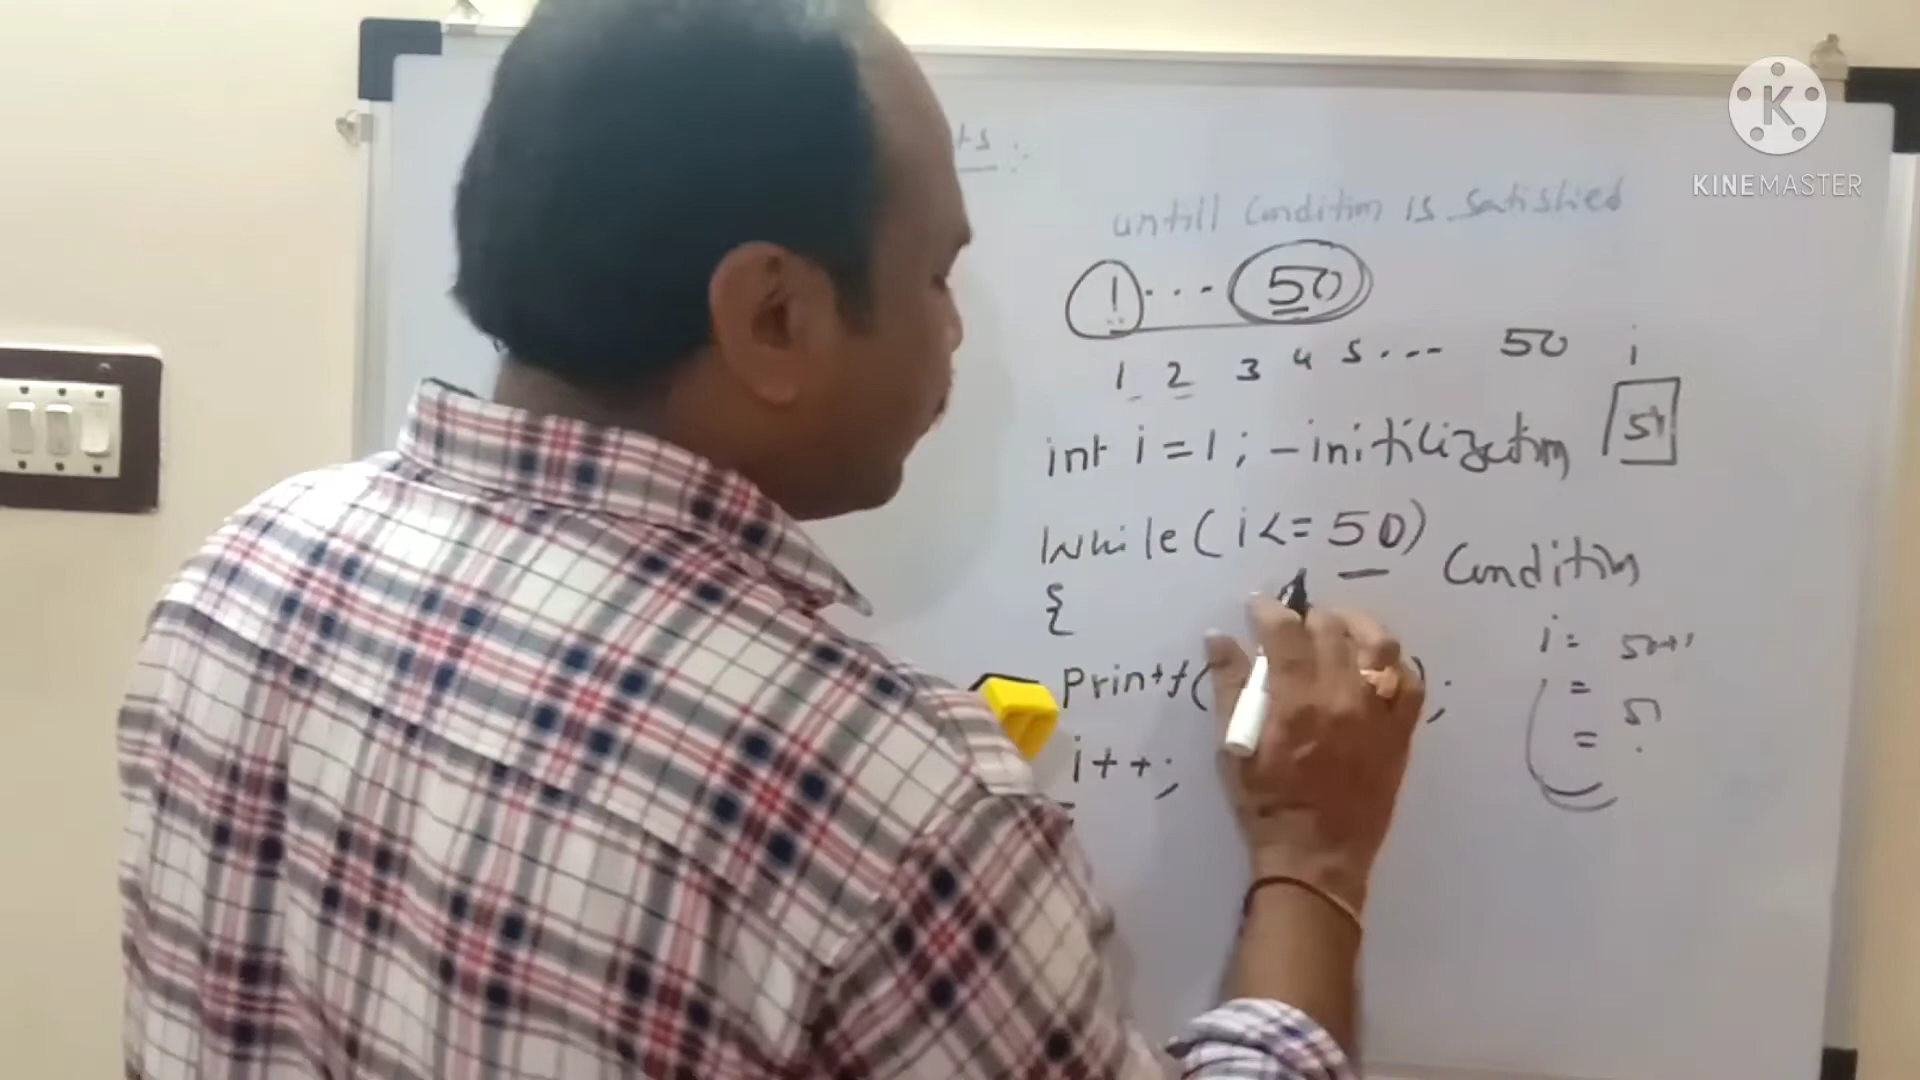 KINEMASTER
untill Condition is satisfied
1 . . . 50
1 2 3 4 5 . . . 50 i
int i = 1 ; - initilization 51
while ( i <= 50 ) Condition
{
i = 50+1
printf( ) ;
= 51
i++;
=